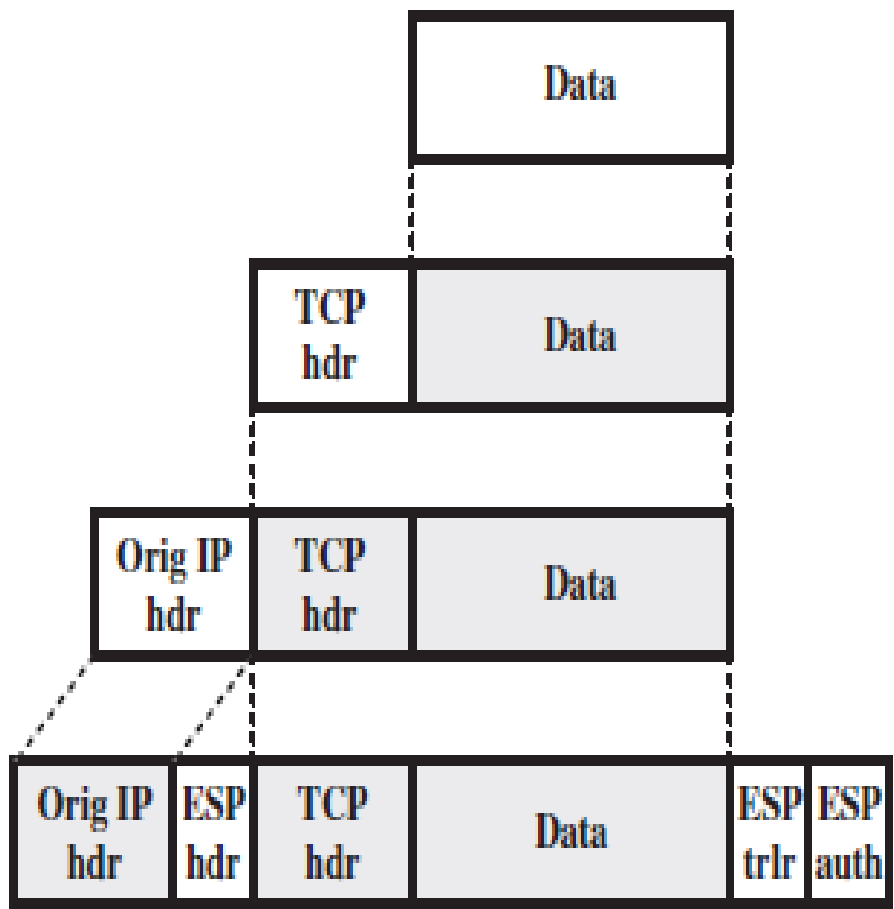 Data
TCP
hdr
Data
Orig IP
hdr
TCP
hdr
Data
Orig IP
hdr
ESP
hdr
TCP
hdr
Data
ESP
trlr
ESP
auth